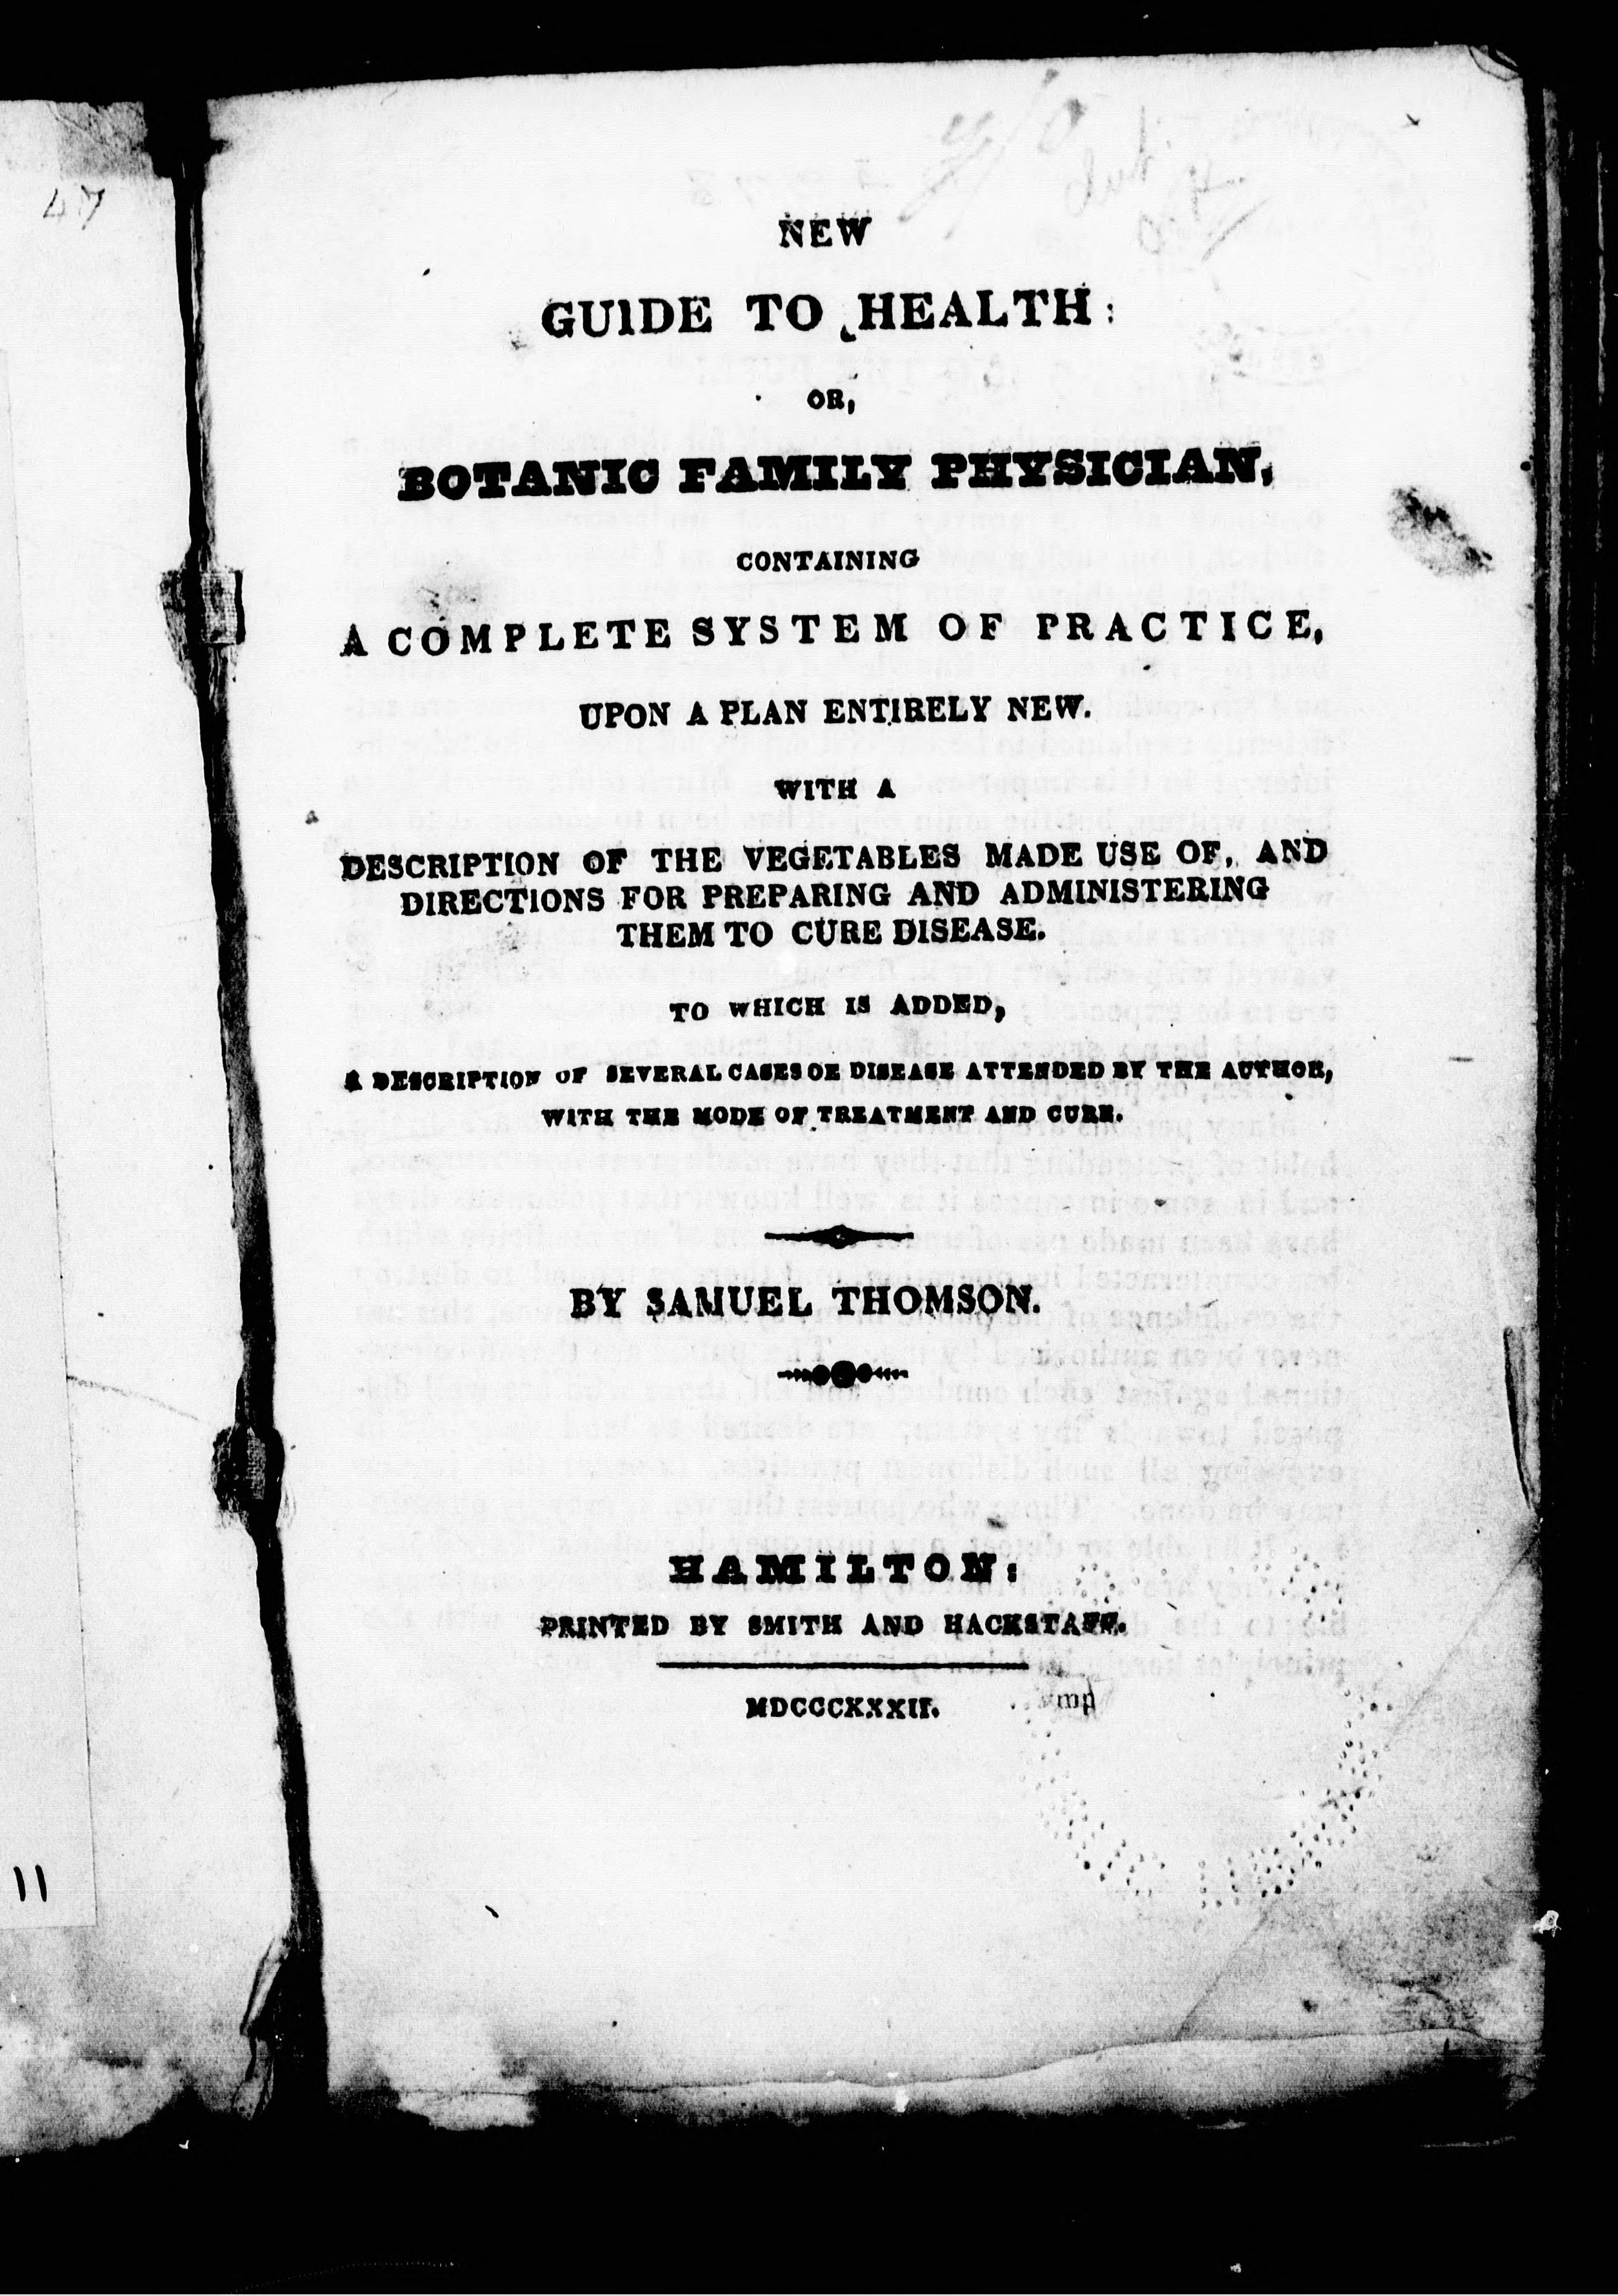 47
11
NEW
GUIDE TO HEALTH:
OR,
BOTANIC FAMILY PHYSICIAN,
CONTAINING
A COMPLETE SYSTEM OF PRACTICE,
UPON A PLAN ENTIRELY NEW.
WITH A
DESCRIPTION OF THE VEGETABLES MADE USE OF, AND
DIRECTIONS FOR PREPARING AND ADMINISTERING
THEM TO CURE DISEASE.
TO WHICH IS ADDED,
A DESCRIPTION OF SEVERAL CASES OE DISEASE ATTENDED BY THE AUTHOR,
WITH THE MODE OF TREATMENT AND CURE.
BY SAMUEL THOMSON.
HAMILTON:
PRINTED BY SMITH AND HACKSTAFF.
MDCCCXXXII.